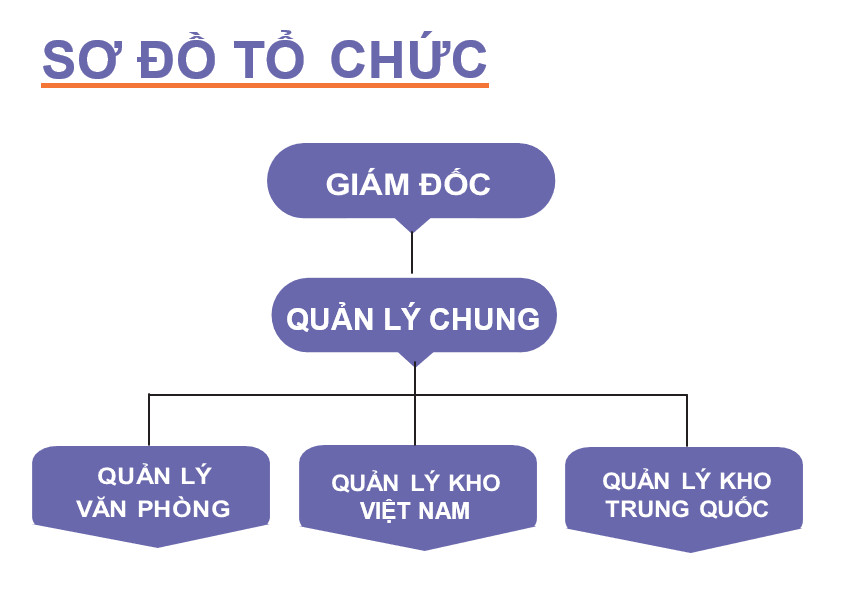 SƠ ĐỒ TỔ CHỨC
GIÁM ĐỐC
QUẢN LÝ CHUNG
QUẢN LÝ
VĂN PHÒNG
QUẢN LÝ KHO
VIỆT NAM
QUẢN LÝ KHO
TRUNG QUỐC